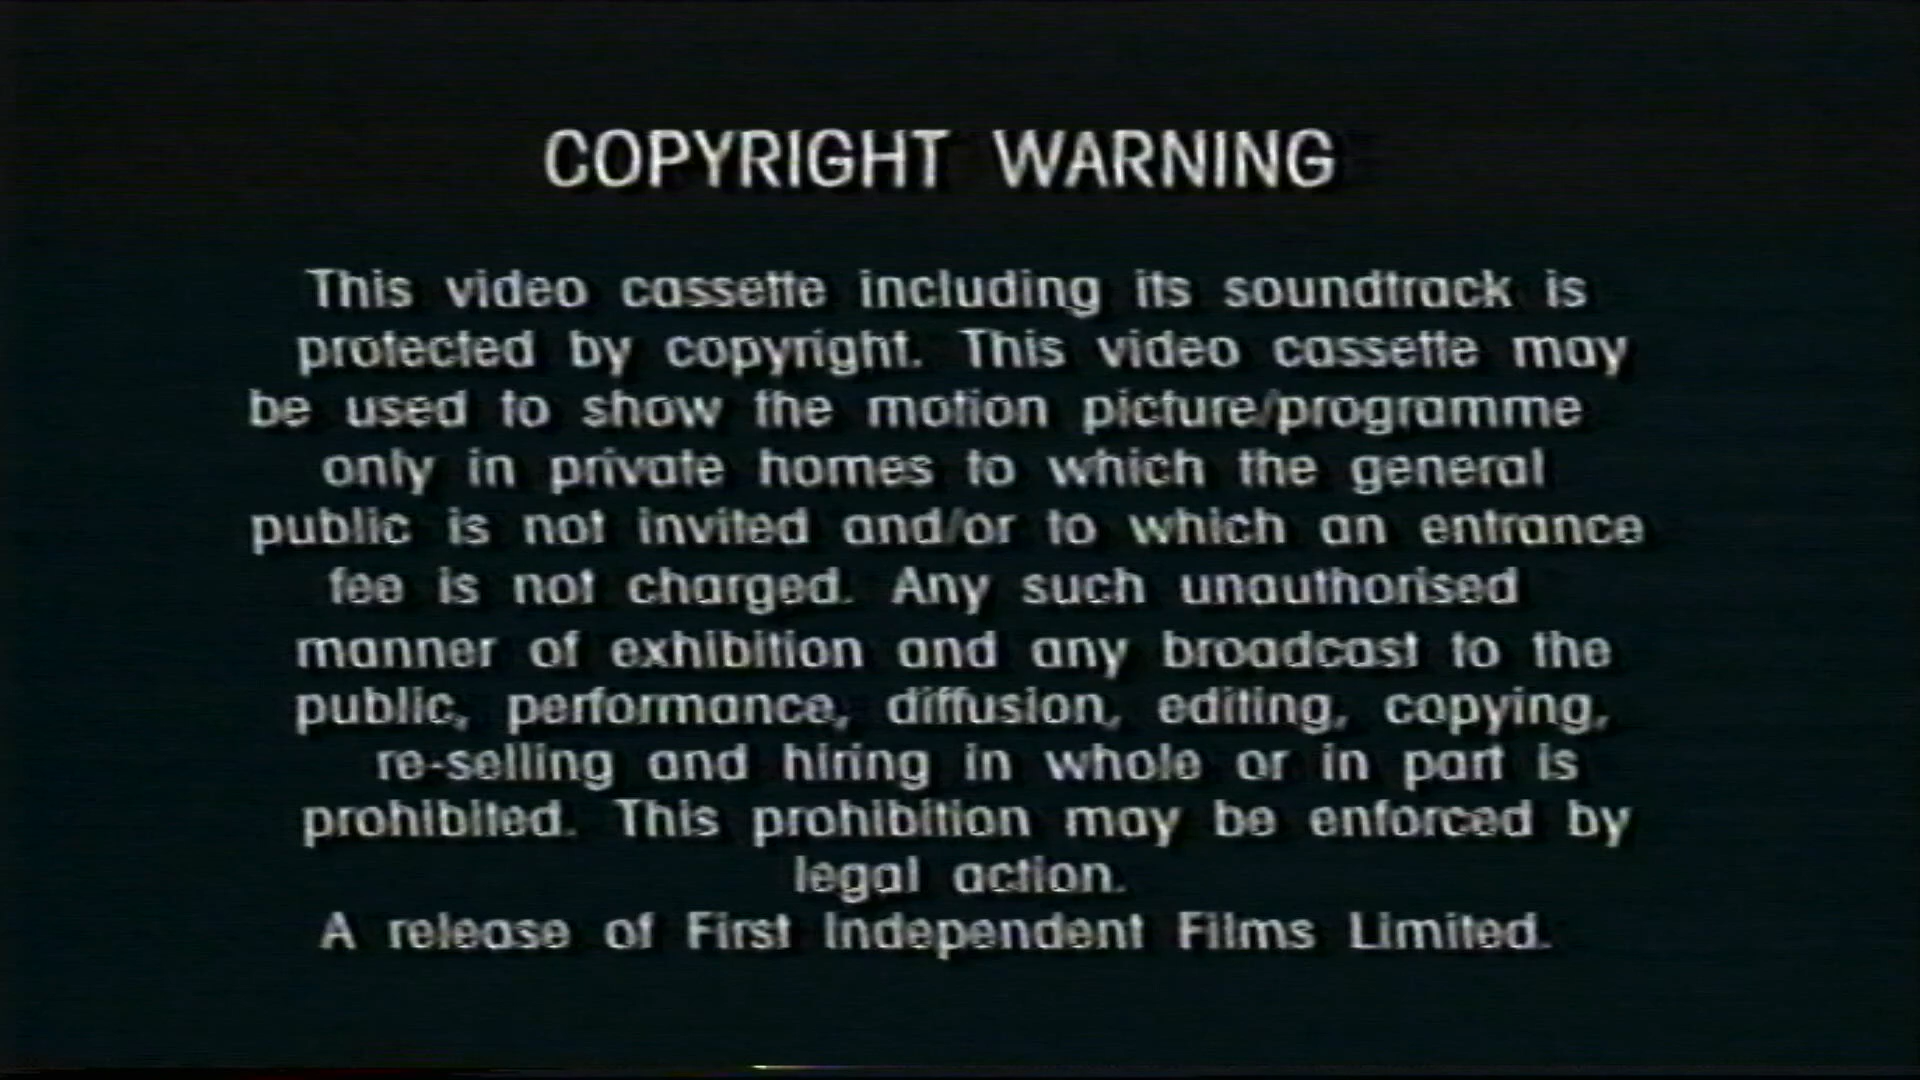 COPYRIGHT WARNING
This video cassette including its soundtrack is
protected by copyright. This video cassette may
be used to show the motion picture/programme
only in private homes to which the general
public is not invited and/or to which an entrance
fee is not charged. Any such unauthorised
manner of exhibition and any broadcast to the
public, performance, diffusion, editing, copying,
re-selling and hiring in whole or in part is
prohibited. This prohibition may be enforced by
legal action.
A release of First Independent Films Limited.